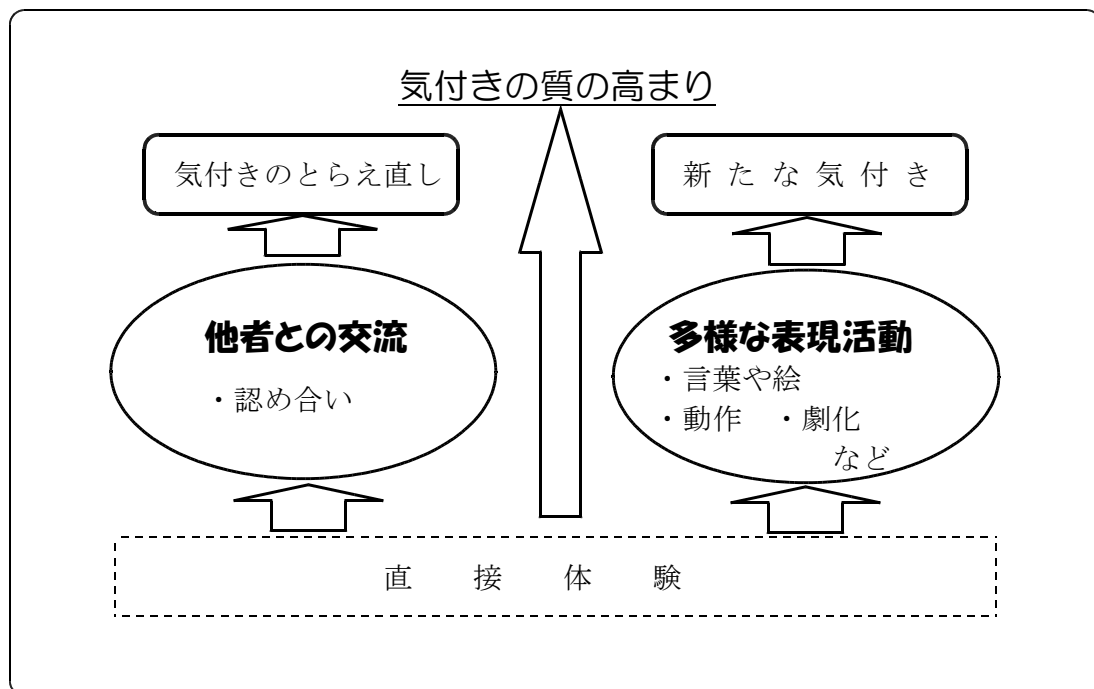 気付きの質の高まり
気付きのとらえ直し
新たな気付き
他者との交流
・認め合い
多様な表現活動
・言葉や絵
・動作　・劇化
など
直接体験